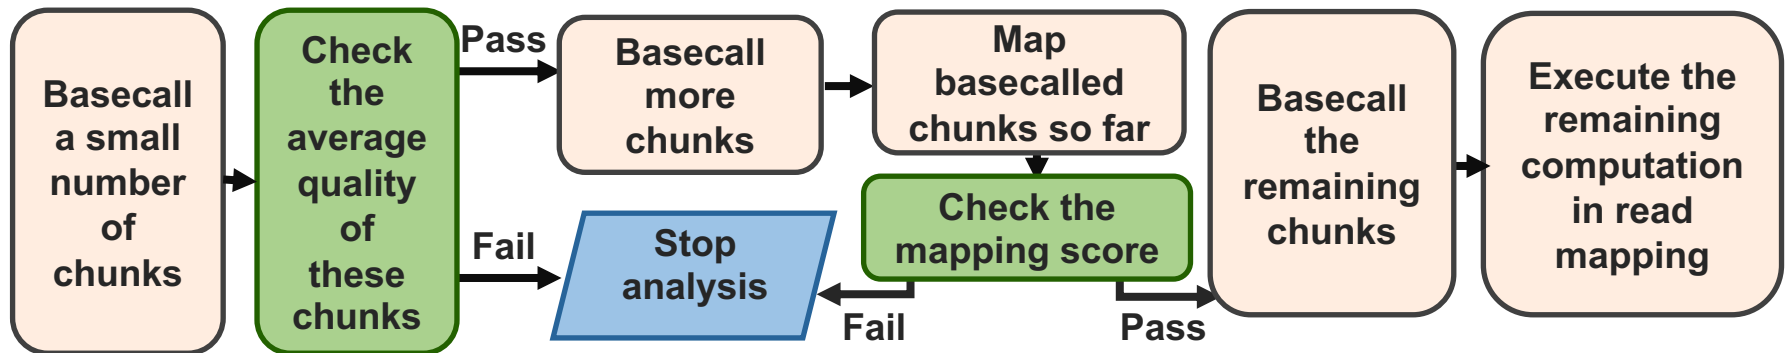 Basecall
a small
number
of
chunks
Check
the
average
quality
of
these
chunks
Pass
Fail
Basecall
more
chunks
Stop
analysis
Map
basecalled
chunks so far
Check the
mapping score
Fail
Pass
Basecall
the
remaining
chunks
Execute the
remaining
computation
in read
mapping